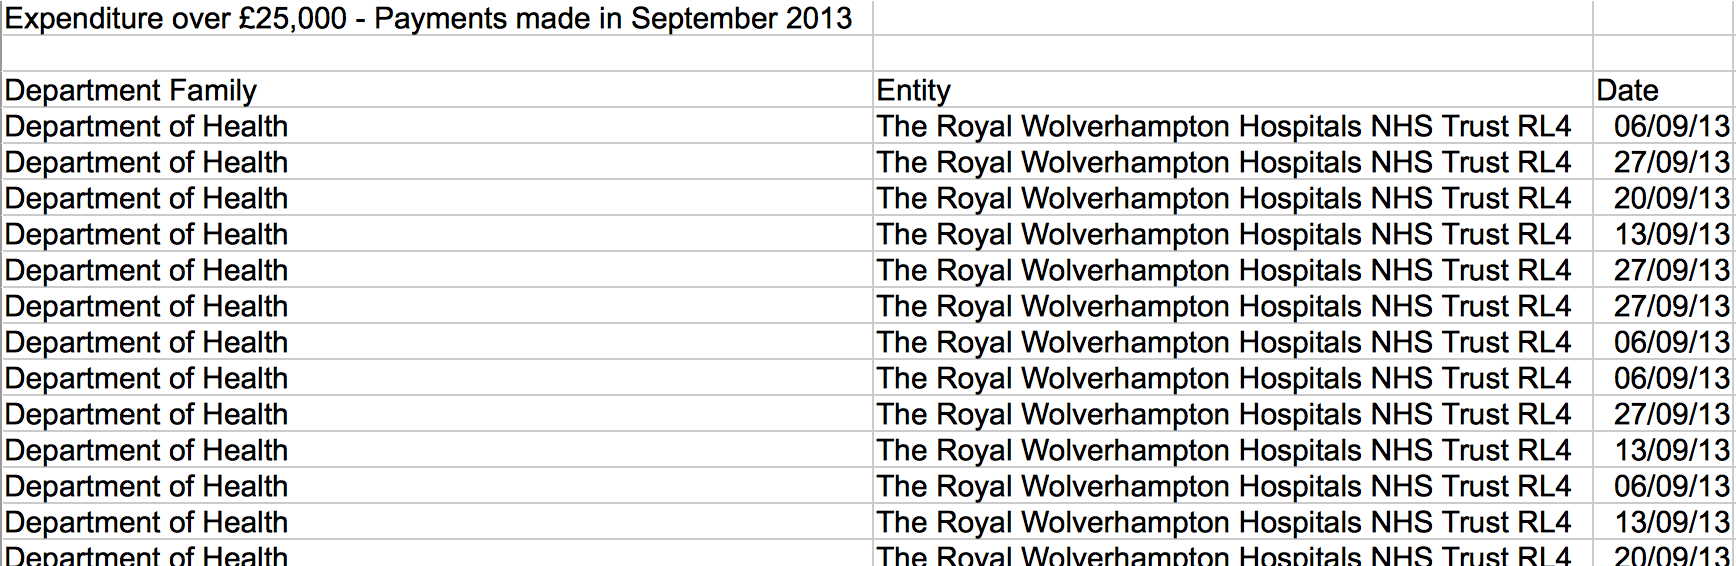 Expenditure over £25,000 - Payments made in September 2013
Department Family Entity Date
Department of Health The Royal Wolverhampton Hospitals NHS Trust RL4 06/09/13
Department of Health The Royal Wolverhampton Hospitals NHS Trust RL4 27/09/13
Department of Health The Royal Wolverhampton Hospitals NHS Trust RL4 20/09/13
Department of Health The Royal Wolverhampton Hospitals NHS Trust RL4 13/09/13
Department of Health The Royal Wolverhampton Hospitals NHS Trust RL4 27/09/13
Department of Health The Royal Wolverhampton Hospitals NHS Trust RL4 27/09/13
Department of Health The Royal Wolverhampton Hospitals NHS Trust RL4 06/09/13
Department of Health The Royal Wolverhampton Hospitals NHS Trust RL4 06/09/13
Department of Health The Royal Wolverhampton Hospitals NHS Trust RL4 27/09/13
Department of Health The Royal Wolverhampton Hospitals NHS Trust RL4 13/09/13
Department of Health The Royal Wolverhampton Hospitals NHS Trust RL4 06/09/13
Department of Health The Royal Wolverhampton Hospitals NHS Trust RL4 13/09/13
Department of Health The Royal Wolverhampton Hospitals NHS Trust RL4 20/09/13